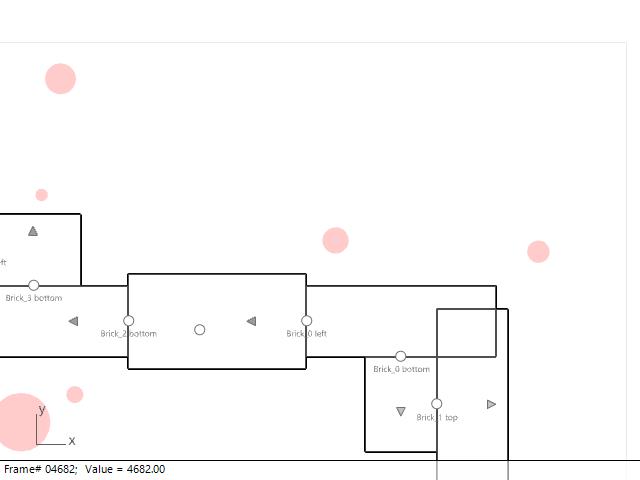 ft
Brick_3 bottom
Brick_2 bottom
Brick_0 left
Brick_0 bottom
Brick_1 top
y
x
Frame# 04682; Value = 4682.00